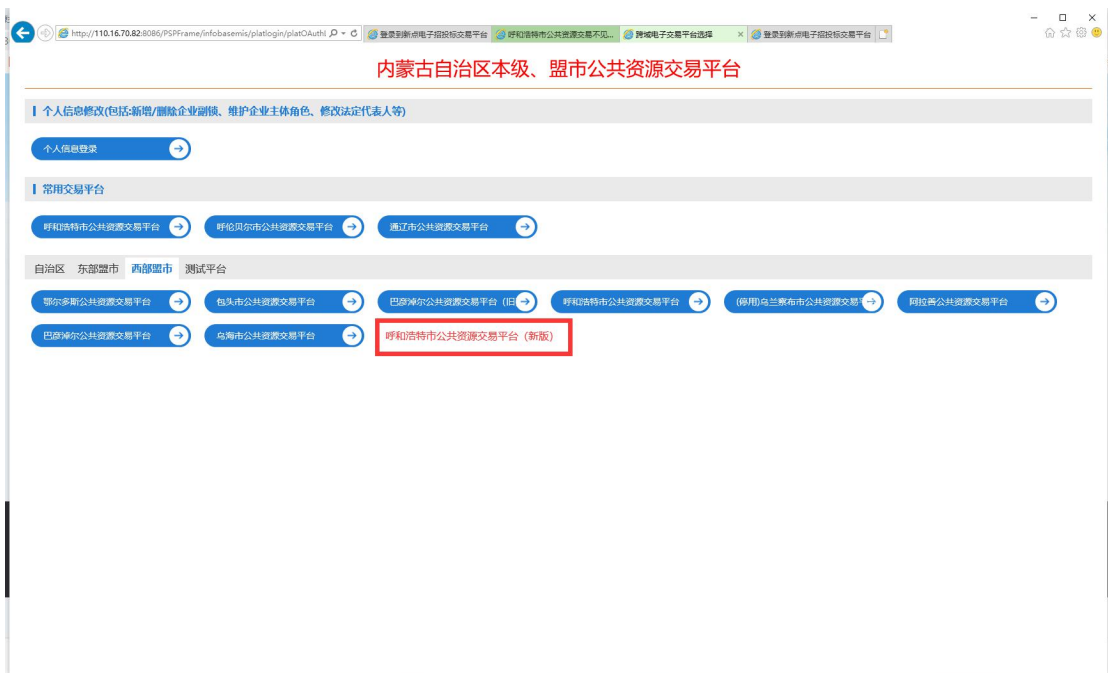 http://110.16.70.82:8086/PSPFrame/infobasemis/platlogin/platOAuthl
登录到新点电子招投标交易平台
呼和浩特市公共资源交易不见...
跨域电子交易平台选择
登录到新点电子招投标交易平台
内蒙古自治区本级、盟市公共资源交易平台
个人信息修改(包括:新增/删除企业副锁、维护企业主体角色、修改法定代表人等)
个人信息登录
常用交易平台
呼和浩特市公共资源交易平台
呼伦贝尔市公共资源交易平台
通辽市公共资源交易平台
自治区 东部盟市 西部盟市 测试平台
鄂尔多斯公共资源交易平台
包头市公共资源交易平台
巴彦淖尔公共资源交易平台（旧
呼和浩特市公共资源交易平台
(停用)乌兰察布市公共资源交易
阿拉善公共资源交易平台
巴彦淖尔公共资源交易平台
乌海市公共资源交易平台
呼和浩特市公共资源交易平台（新版）